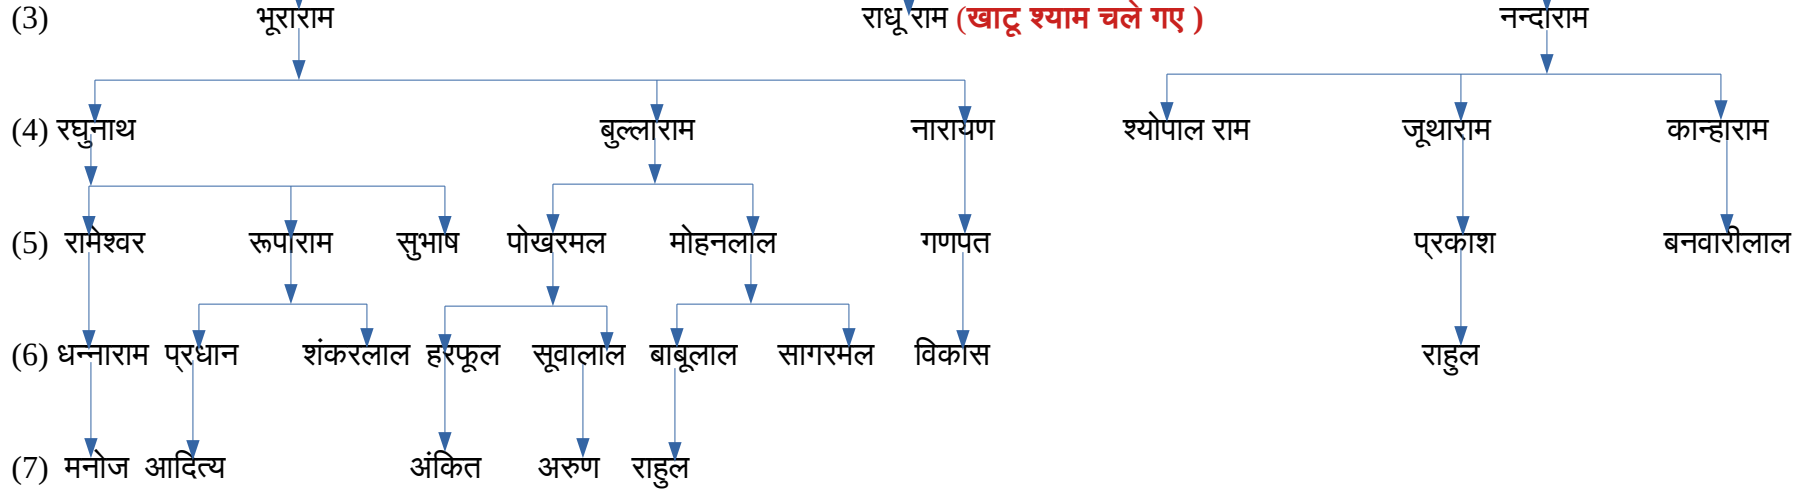 (3) भूराराम राधू राम (खाटू श्याम चले गए ) नन्दाराम
(4) रघुनाथ बुल्लाराम नारायण श्योपाल राम जूथाराम कान्हाराम
(5) रामेश्वर रूपाराम सुभाष पोखरमल मोहनलाल गणपत प्रकाश बनवारीलाल
(6) धन्नाराम प्रधान शंकरलाल हरफूल सूवालाल बाबूलाल सागरमल विकास राहुल
(7) मनोज आदित्य अंकित अरुण राहुल